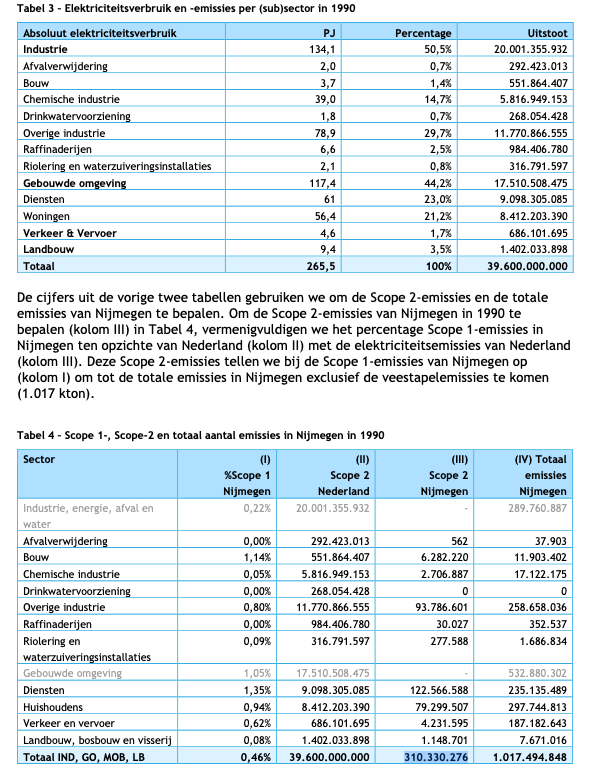 Tabel 3 - Elektriciteitsverbruik en -emissies per (sub)sector in 1990
Absoluut elektriciteitsverbruik PJ Percentage Uitstoot
Industrie 134,1 50,5% 20.001.355.932
Afvalverwijdering 2,0 0,7% 292.423.013
Bouw 3,7 1,4% 551.864.407
Chemische industrie 39,0 14,7% 5.816.949.153
Drinkwatervoorziening 1,8 0,7% 268.054.428
Overige industrie 78,9 29,7% 11.770.866.555
Raffinaderijen 6,6 2,5% 984.406.780
Riolering en waterzuiveringsinstallaties 2,1 0,8% 316.791.597
Gebouwde omgeving 117,4 44,2% 17.510.508.475
Diensten 61 23,0% 9.098.305.085
Woningen 56,4 21,2% 8.412.203.390
Verkeer & Vervoer 4,6 1,7% 686.101.695
Landbouw 9,4 3,5% 1.402.033.898
Totaal 265,5 100% 39.600.000.000
De cijfers uit de vorige twee tabellen gebruiken we om de Scope 2-emissies en de totale
emissies van Nijmegen te bepalen. Om de Scope 2-emissies van Nijmegen in 1990 te
bepalen (kolom III) in Tabel 4, vermenigvuldigen we het percentage Scope 1-emissies in
Nijmegen ten opzichte van Nederland (kolom II) met de elektriciteitsemissies van Nederland
(kolom III). Deze Scope 2-emissies tellen we bij de Scope 1-emissies van Nijmegen op
(kolom I) om tot de totale emissies in Nijmegen exclusief de veestapelemissies te komen
(1.017 kton).
Tabel 4 - Scope 1-, Scope-2 en totaal aantal emissies in Nijmegen in 1990
Sector (I) (II) (III) (IV) Totaal
%Scope 1 Scope 2 Scope 2 emissies
Nijmegen Nederland Nijmegen Nijmegen
Industrie, energie, afval en 0,22% 20.001.355.932 - 289.760.887
water
Afvalverwijdering 0,00% 292.423.013 562 37.903
Bouw 1,14% 551.864.407 6.282.220 11.903.402
Chemische industrie 0,05% 5.816.949.153 2.706.887 17.122.175
Drinkwatervoorziening 0,00% 268.054.428 0 0
Overige industrie 0,80% 11.770.866.555 93.786.601 258.658.036
Raffinaderijen 0,00% 984.406.780 30.027 352.537
Riolering en 0,09% 316.791.597 277.588 1.686.834
waterzuiveringsinstallaties
Gebouwde omgeving 1,05% 17.510.508.475 - 532.880.302
Diensten 1,35% 9.098.305.085 122.566.588 235.135.489
Huishoudens 0,94% 8.412.203.390 79.299.507 297.744.813
Verkeer en vervoer 0,62% 686.101.695 4.231.595 187.182.643
Landbouw, bosbouw en visserij 0,08% 1.402.033.898 1.148.701 7.671.016
Totaal IND, GO, MOB, LB 0,46% 39.600.000.000 310.330.276 1.017.494.848